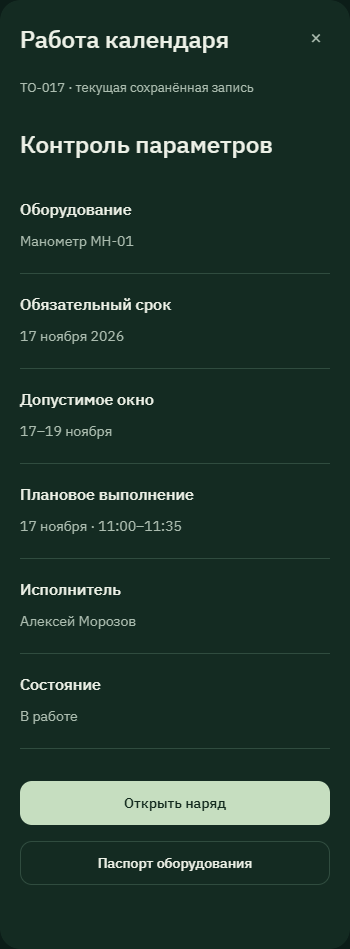 Работа календаря ×
ТО-017 · текущая сохранённая запись
Контроль параметров
Оборудование
Манометр МН-01
Обязательный срок
17 ноября 2026
Допустимое окно
17–19 ноября
Плановое выполнение
17 ноября · 11:00–11:35
Исполнитель
Алексей Морозов
Состояние
В работе
Открыть наряд
Паспорт оборудования